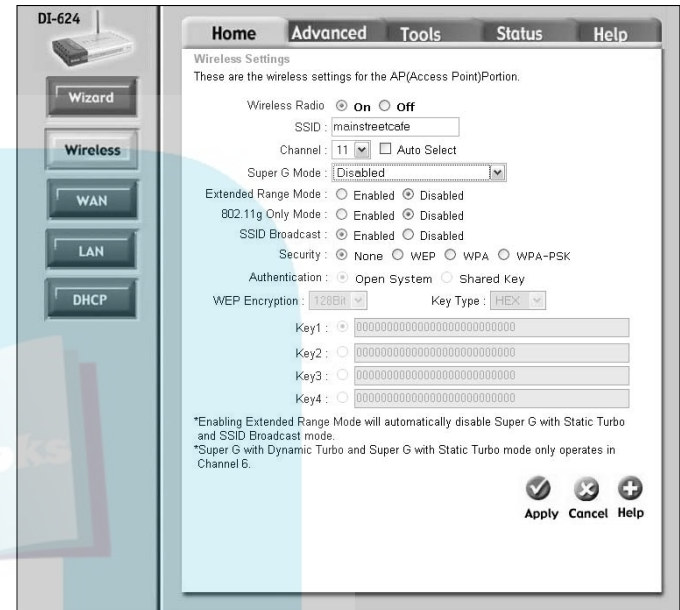 DI-624
Home Advanced Tools Status Help
Wizard
Wireless
WAN
LAN
DHCP
Wireless Settings
These are the wireless settings for the AP(Access Point)Portion.
Wireless Radio On Off
SSID : mainstreetcafe
Channel : 11 Auto Select
Super G Mode : Disabled
Extended Range Mode : Enabled Disabled
802.11g Only Mode : Enabled Disabled
SSID Broadcast : Enabled Disabled
Security : None WEP WPA WPA-PSK
Authentication : Open System Shared Key
WEP Encryption : 128Bit Key Type : HEX
Key1 : 00000000000000000000000000
Key2 : 00000000000000000000000000
Key3 : 00000000000000000000000000
Key4 : 00000000000000000000000000
*Enabling Extended Range Mode will automatically disable Super G with Static Turbo
and SSID Broadcast mode.
*Super G with Dynamic Turbo and Super G with Static Turbo mode only operates in
Channel 6.
Apply Cancel Help